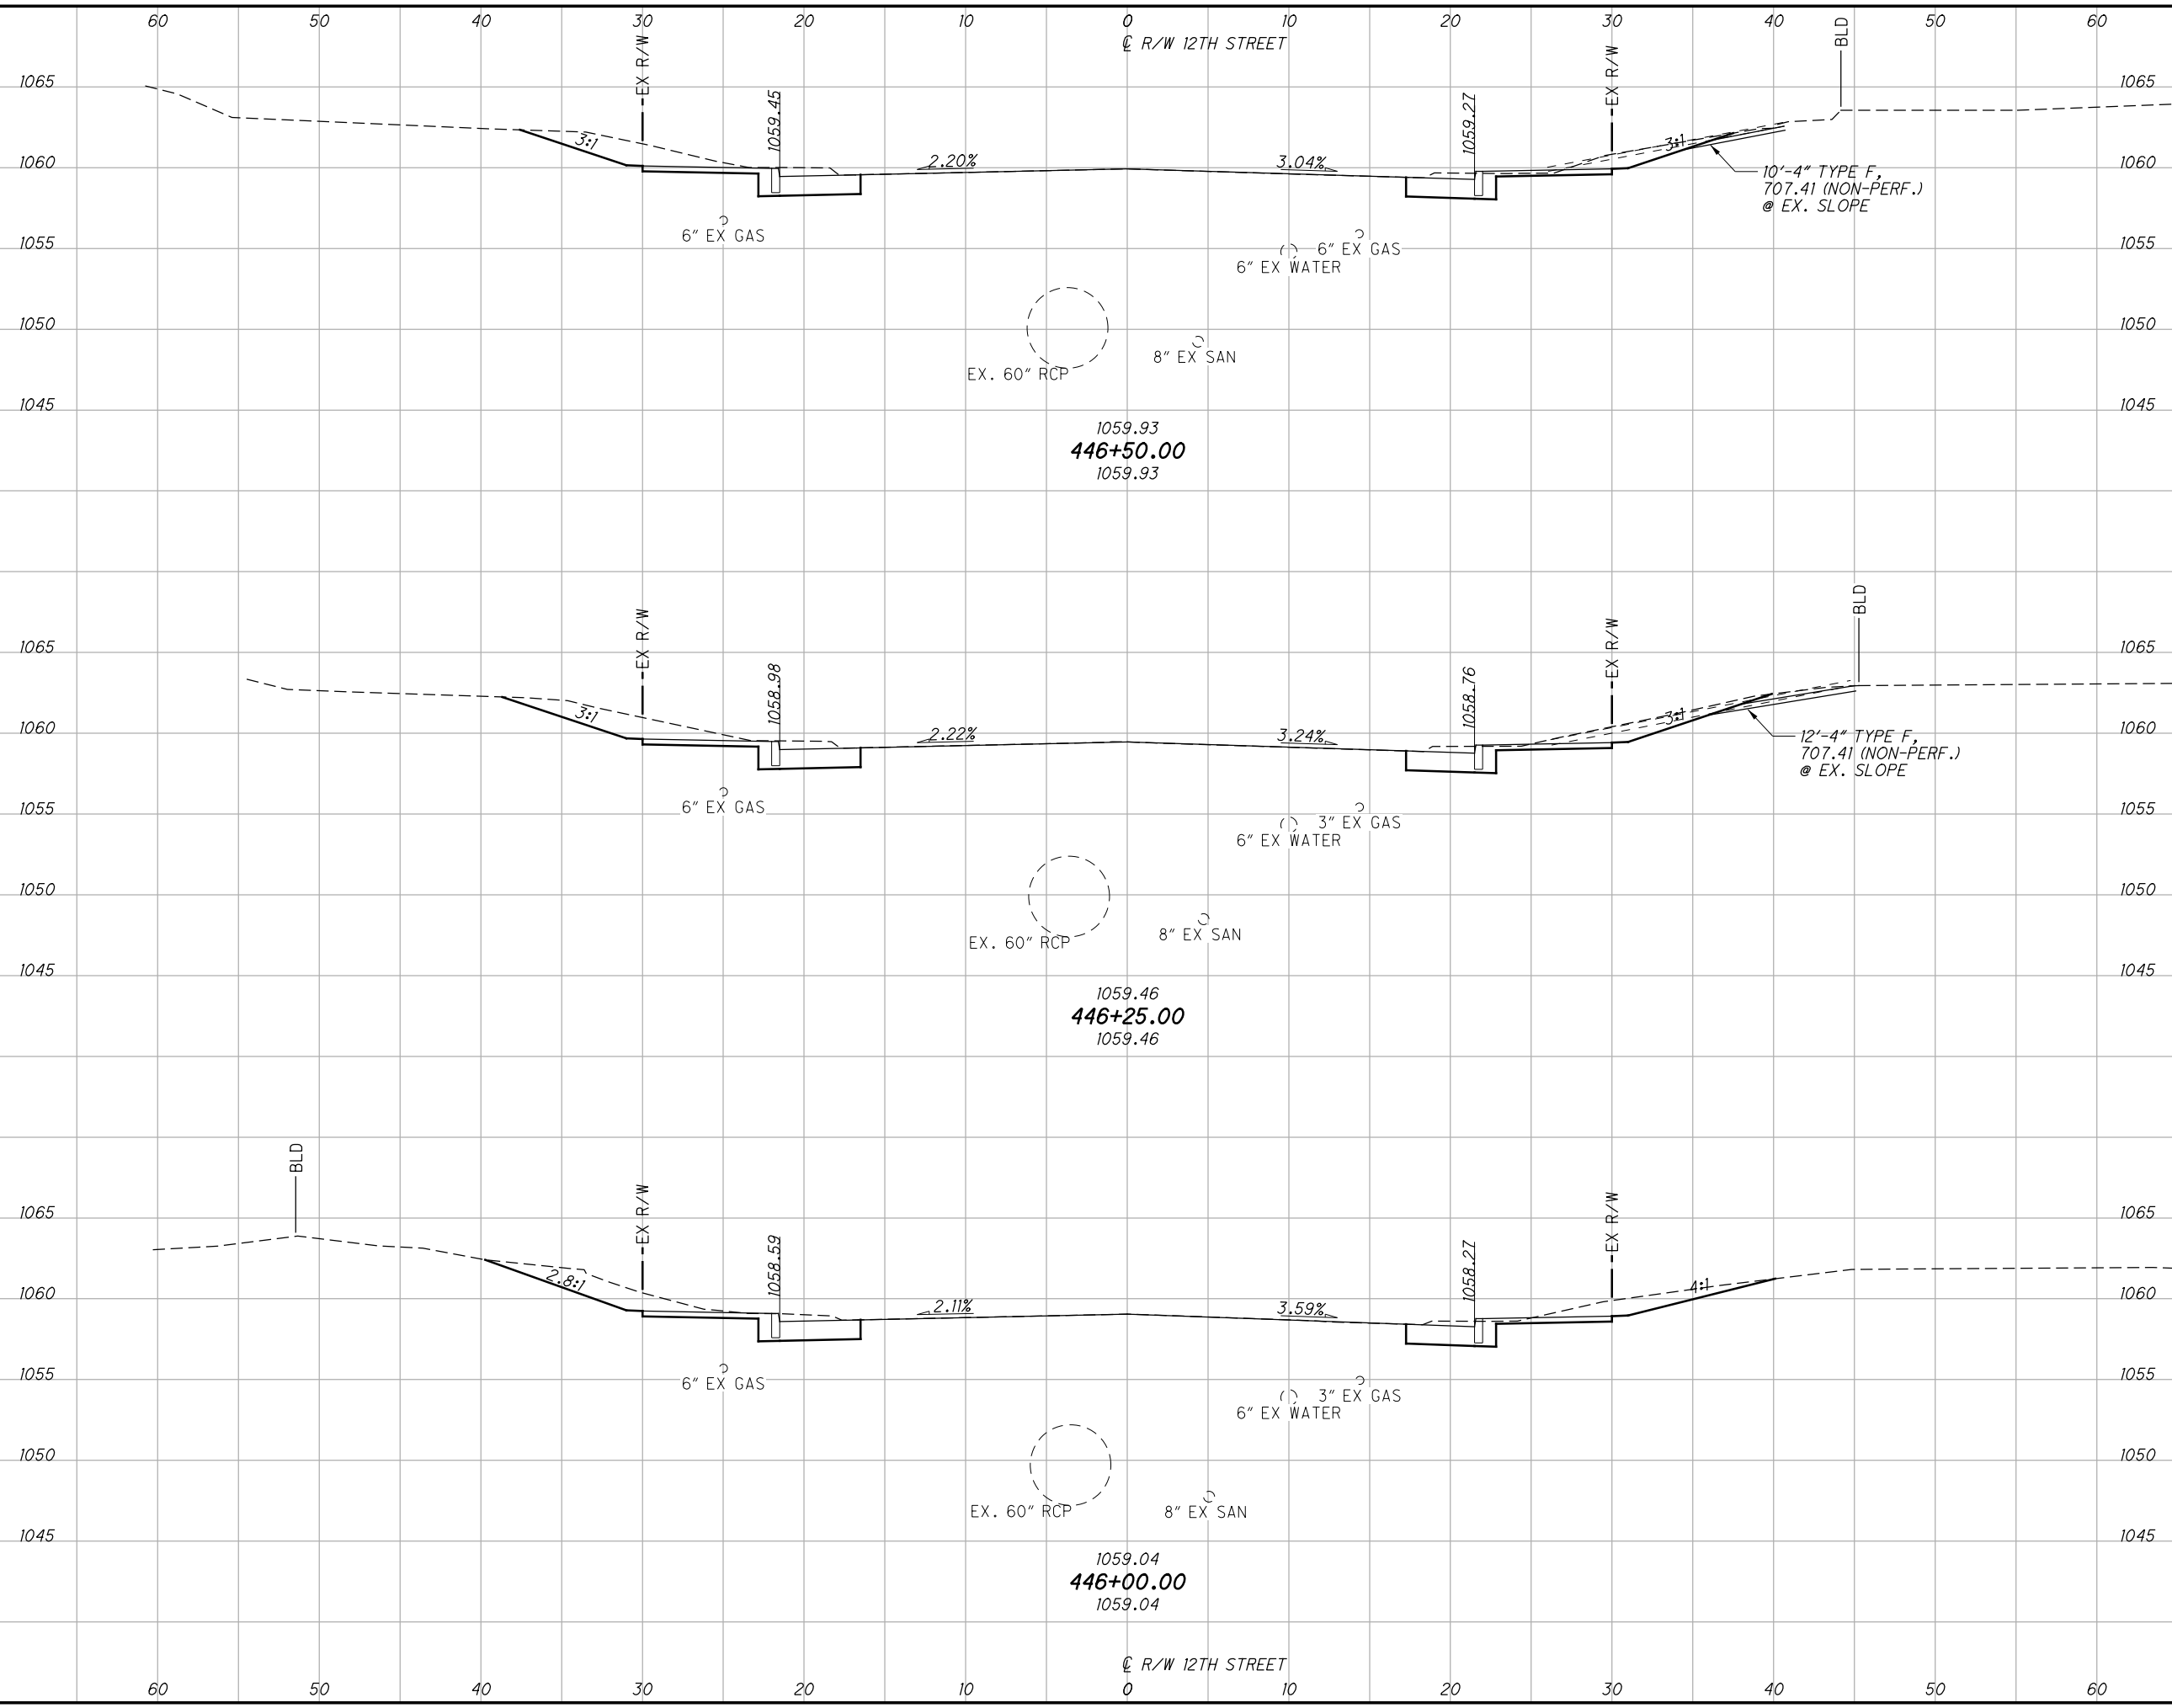 60 50 40 30 20 10 0 10 20 30 40 50 60
℄ R/W 12TH STREET
EX R/W
EX R/W
BLD
1065 1065
1059.45
1059.27
3:1
3:1
1060 1060
2.20%
3.04%
10'-4" TYPE F,
707.41 (NON-PERF.)
@ EX. SLOPE
6" EX GAS
1055 1055
6" EX GAS
6" EX WATER
1050 1050
8" EX SAN
EX. 60" RCP
1045 1045
1059.93
446+50.00
1059.93
BLD
EX R/W
EX R/W
1065 1065
1058.98
1058.76
3:1
3:1
1060 1060
2.22%
3.24%
12'-4" TYPE F,
707.41 (NON-PERF.)
@ EX. SLOPE
6" EX GAS
1055 1055
3" EX GAS
6" EX WATER
1050 1050
8" EX SAN
EX. 60" RCP
1045 1045
1059.46
446+25.00
1059.46
BLD
EX R/W
EX R/W
1065 1065
1058.59
1058.27
2.8:1
4:1
1060 1060
2.11%
3.59%
6" EX GAS
1055 1055
3" EX GAS
6" EX WATER
1050 1050
EX. 60" RCP
8" EX SAN
1045 1045
1059.04
446+00.00
1059.04
℄ R/W 12TH STREET
60 50 40 30 20 10 0 10 20 30 40 50 60